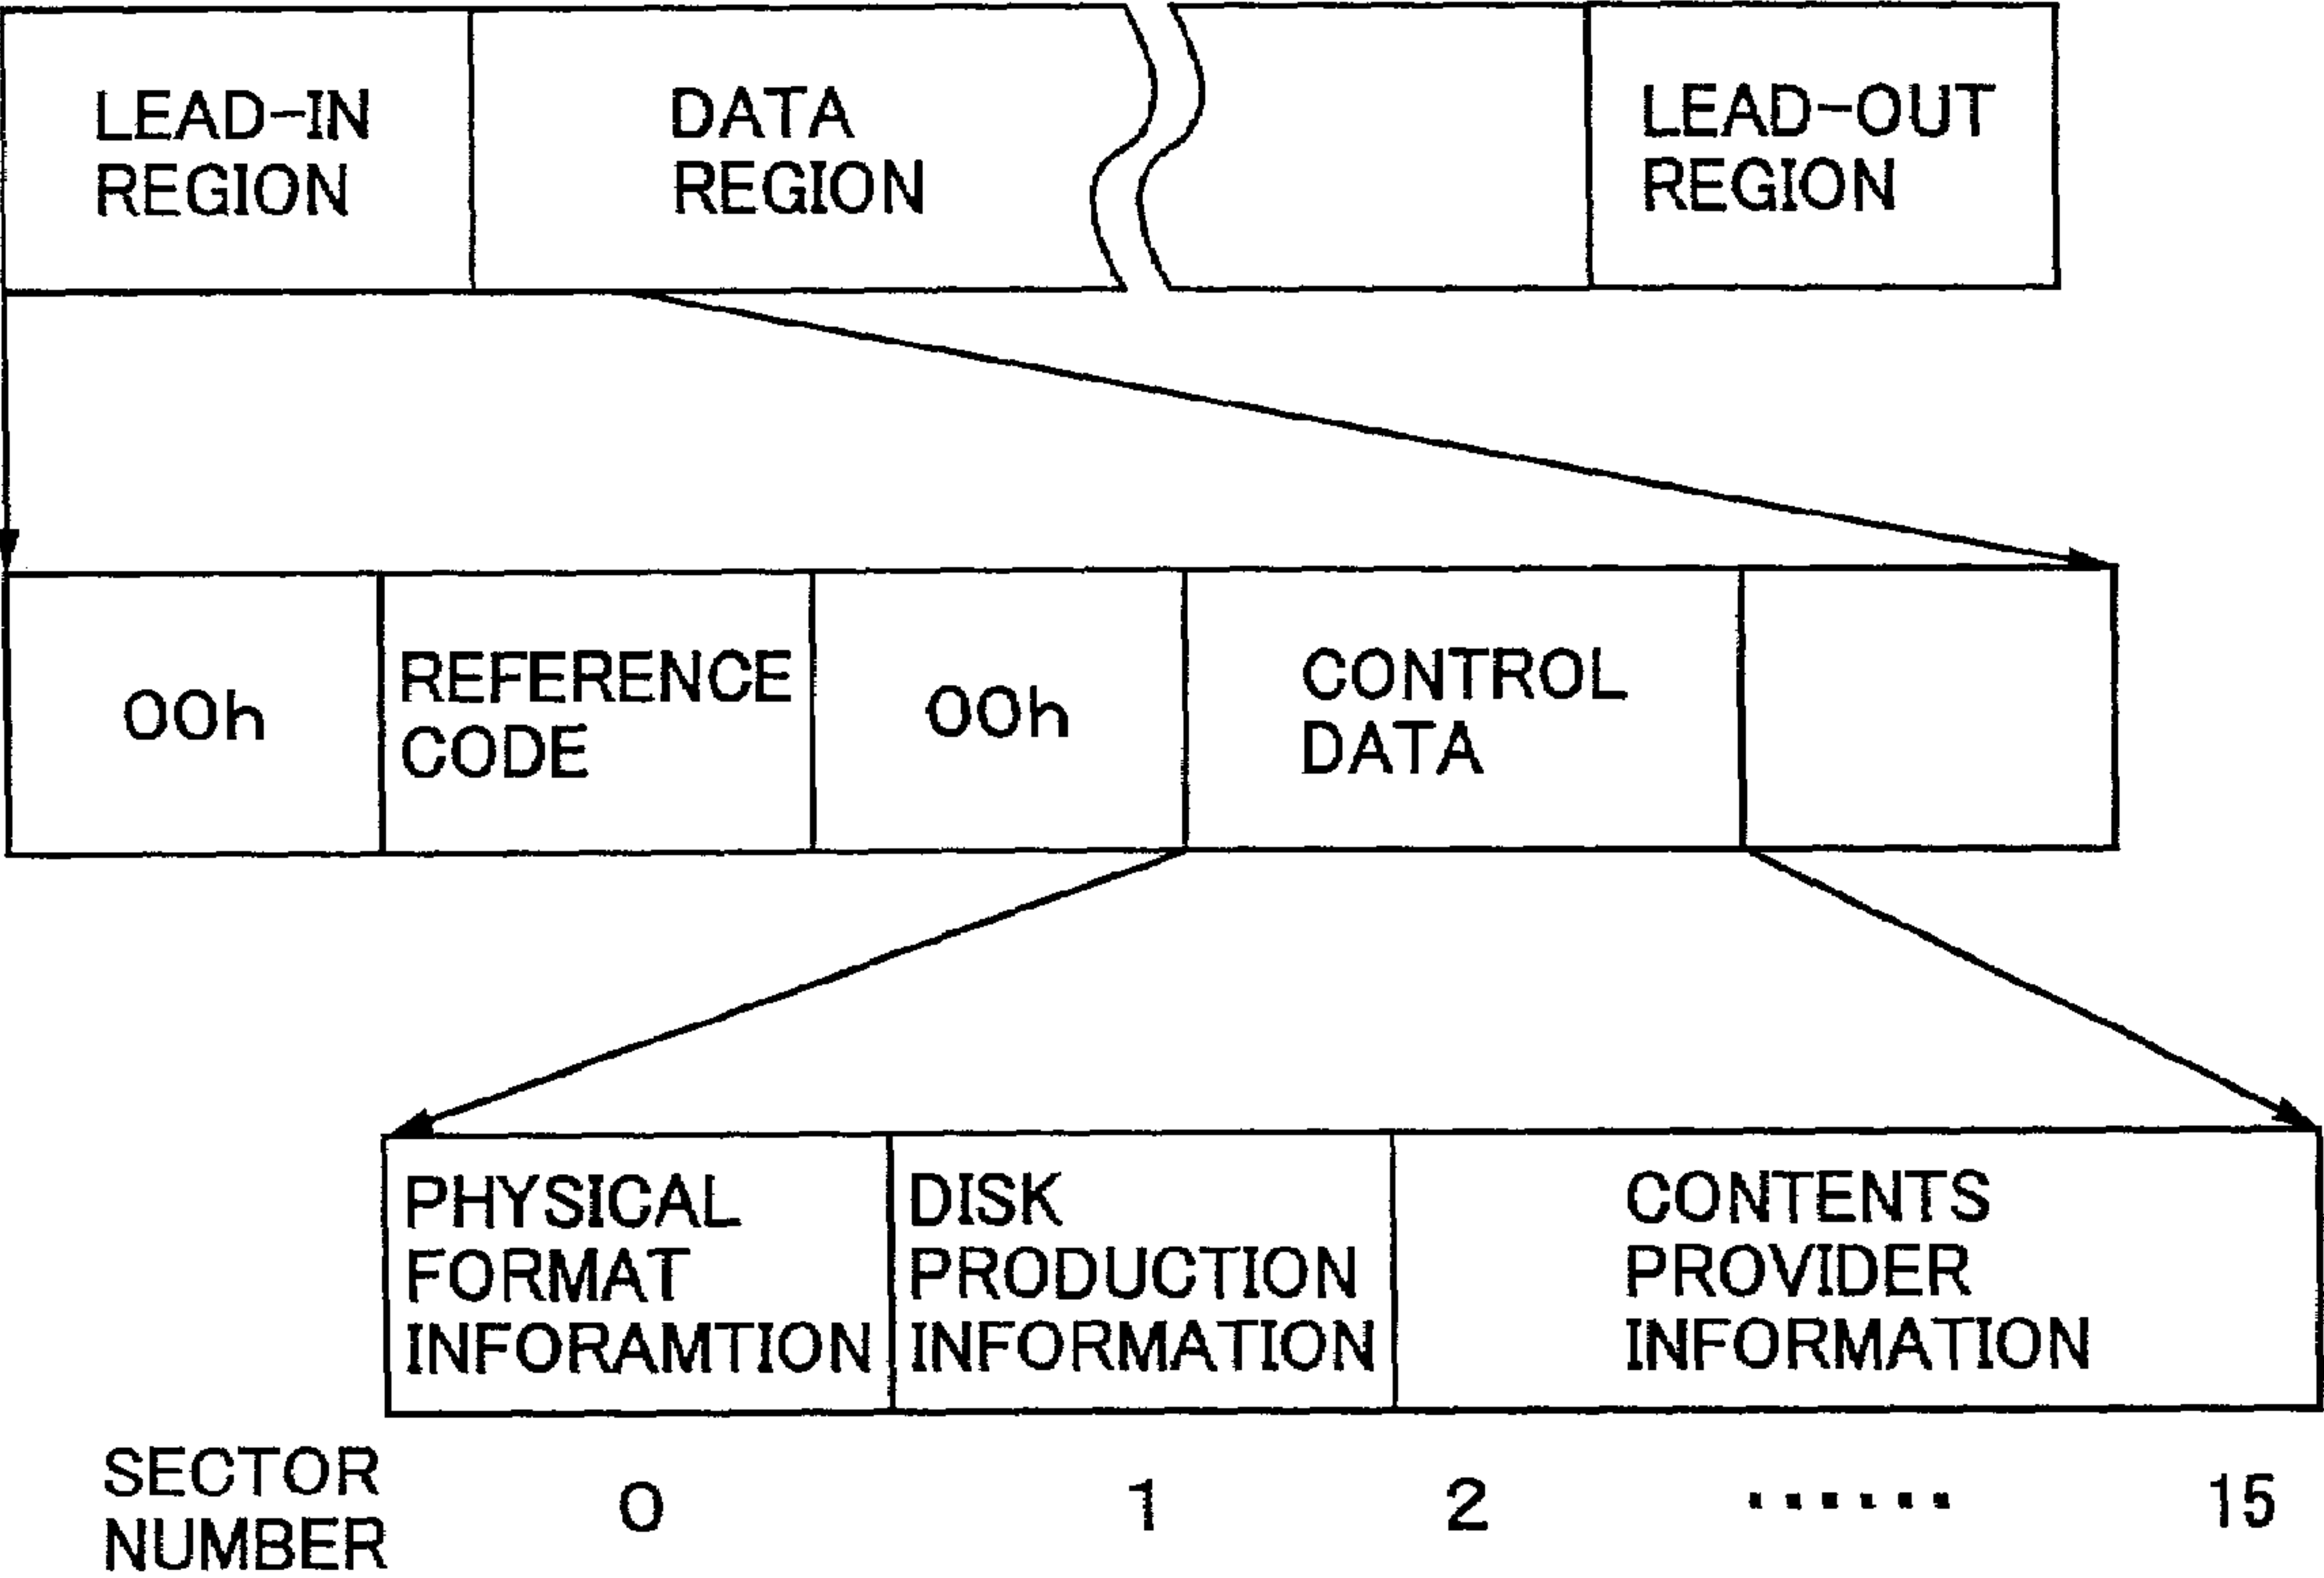 LEAD-IN
REGION
DATA
REGION
LEAD-OUT
REGION
00h
REFERENCE
CODE
00h
CONTROL
DATA
PHYSICAL
FORMAT
INFORAMTION
DISK
PRODUCTION
INFORMATION
CONTENTS
PROVIDER
INFORMATION
SECTOR
NUMBER
0 1 2 ······ 15